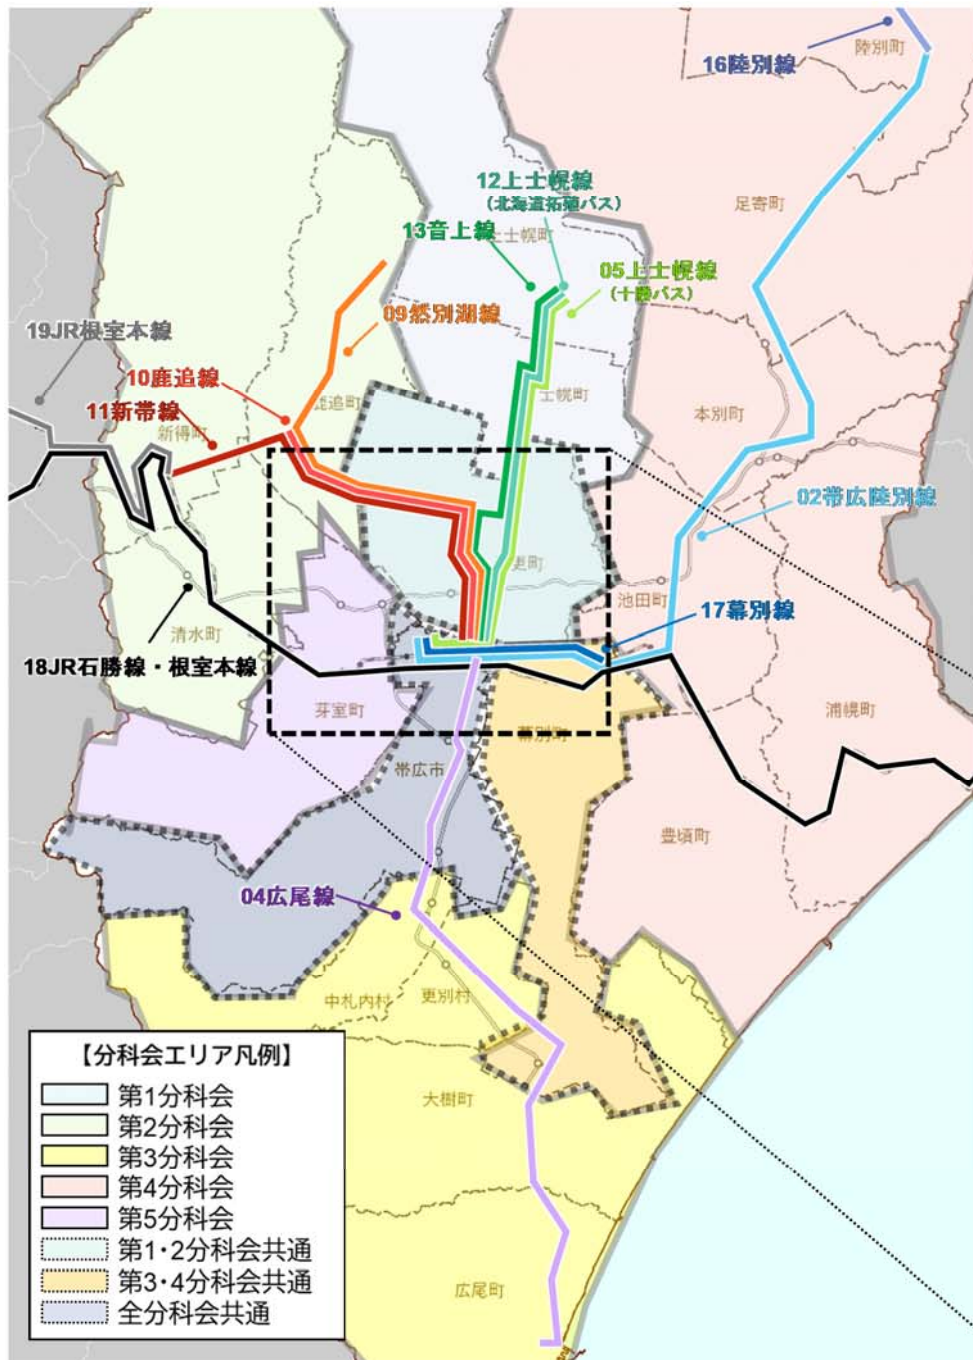 16陸別線
陸別町
12上士幌線
(北海道拓殖バス)
足寄町
13音上線
上士幌町
05上士幌線
(十勝バス)
09然別湖線
19JR根室本線
10鹿追線
鹿追町
士幌町
11新帯線
新得町
本別町
02帯広陸別線
更町
池田町
17幕別線
清水町
18JR石勝線・根室本線
芽室町
幕別町
浦幌町
帯広市
豊頃町
04広尾線
中札内村
更別村
大樹町
広尾町
【分科会エリア凡例】
第1分科会
第2分科会
第3分科会
第4分科会
第5分科会
第1・2分科会共通
第3・4分科会共通
全分科会共通